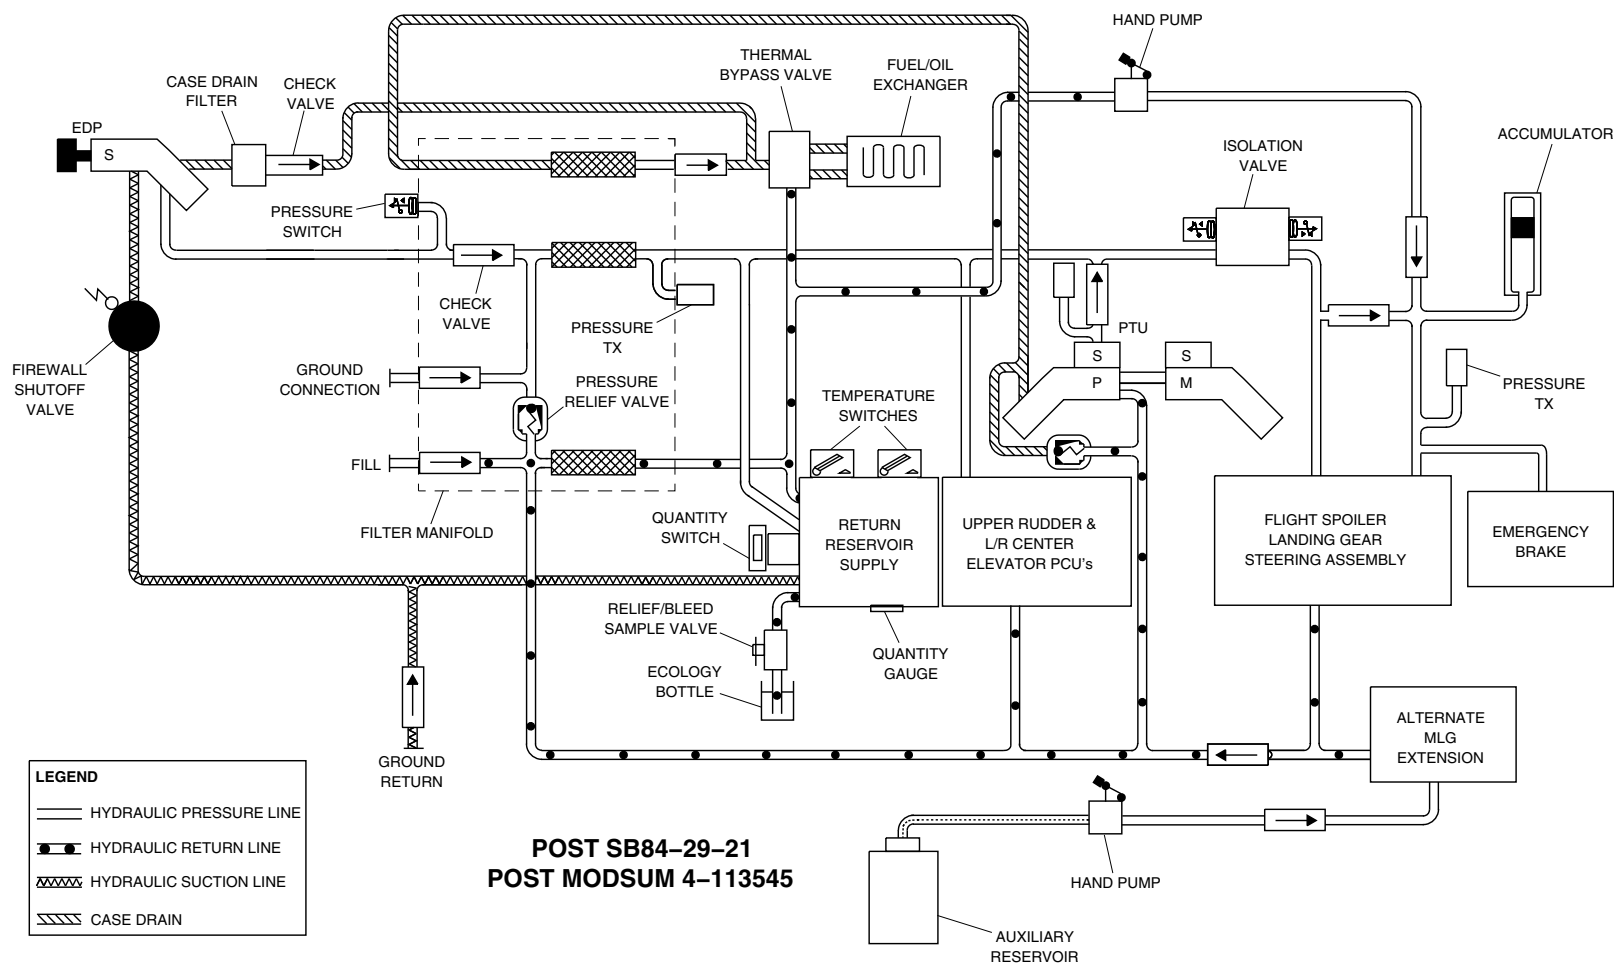 HAND PUMP
THERMAL
BYPASS VALVE
FUEL/OIL
EXCHANGER
CASE DRAIN
FILTER
CHECK
VALVE
EDP
S
ACCUMULATOR
ISOLATION
VALVE
PRESSURE
SWITCH
CHECK
VALVE
PRESSURE
TX
PTU
FIREWALL
SHUTOFF
VALVE
GROUND
CONNECTION
PRESSURE
RELIEF VALVE
S
P
S
M
PRESSURE
TX
TEMPERATURE
SWITCHES
FILL
FILTER MANIFOLD
QUANTITY
SWITCH
RETURN
RESERVOIR
SUPPLY
UPPER RUDDER &
L/R CENTER
ELEVATOR PCU's
FLIGHT SPOILER
LANDING GEAR
STEERING ASSEMBLY
EMERGENCY
BRAKE
RELIEF/BLEED
SAMPLE VALVE
QUANTITY
GAUGE
ECOLOGY
BOTTLE
GROUND
RETURN
ALTERNATE
MLG
EXTENSION
LEGEND
HYDRAULIC PRESSURE LINE
HYDRAULIC RETURN LINE
HYDRAULIC SUCTION LINE
CASE DRAIN
POST SB84–29–21
POST MODSUM 4–113545
HAND PUMP
AUXILIARY
RESERVOIR